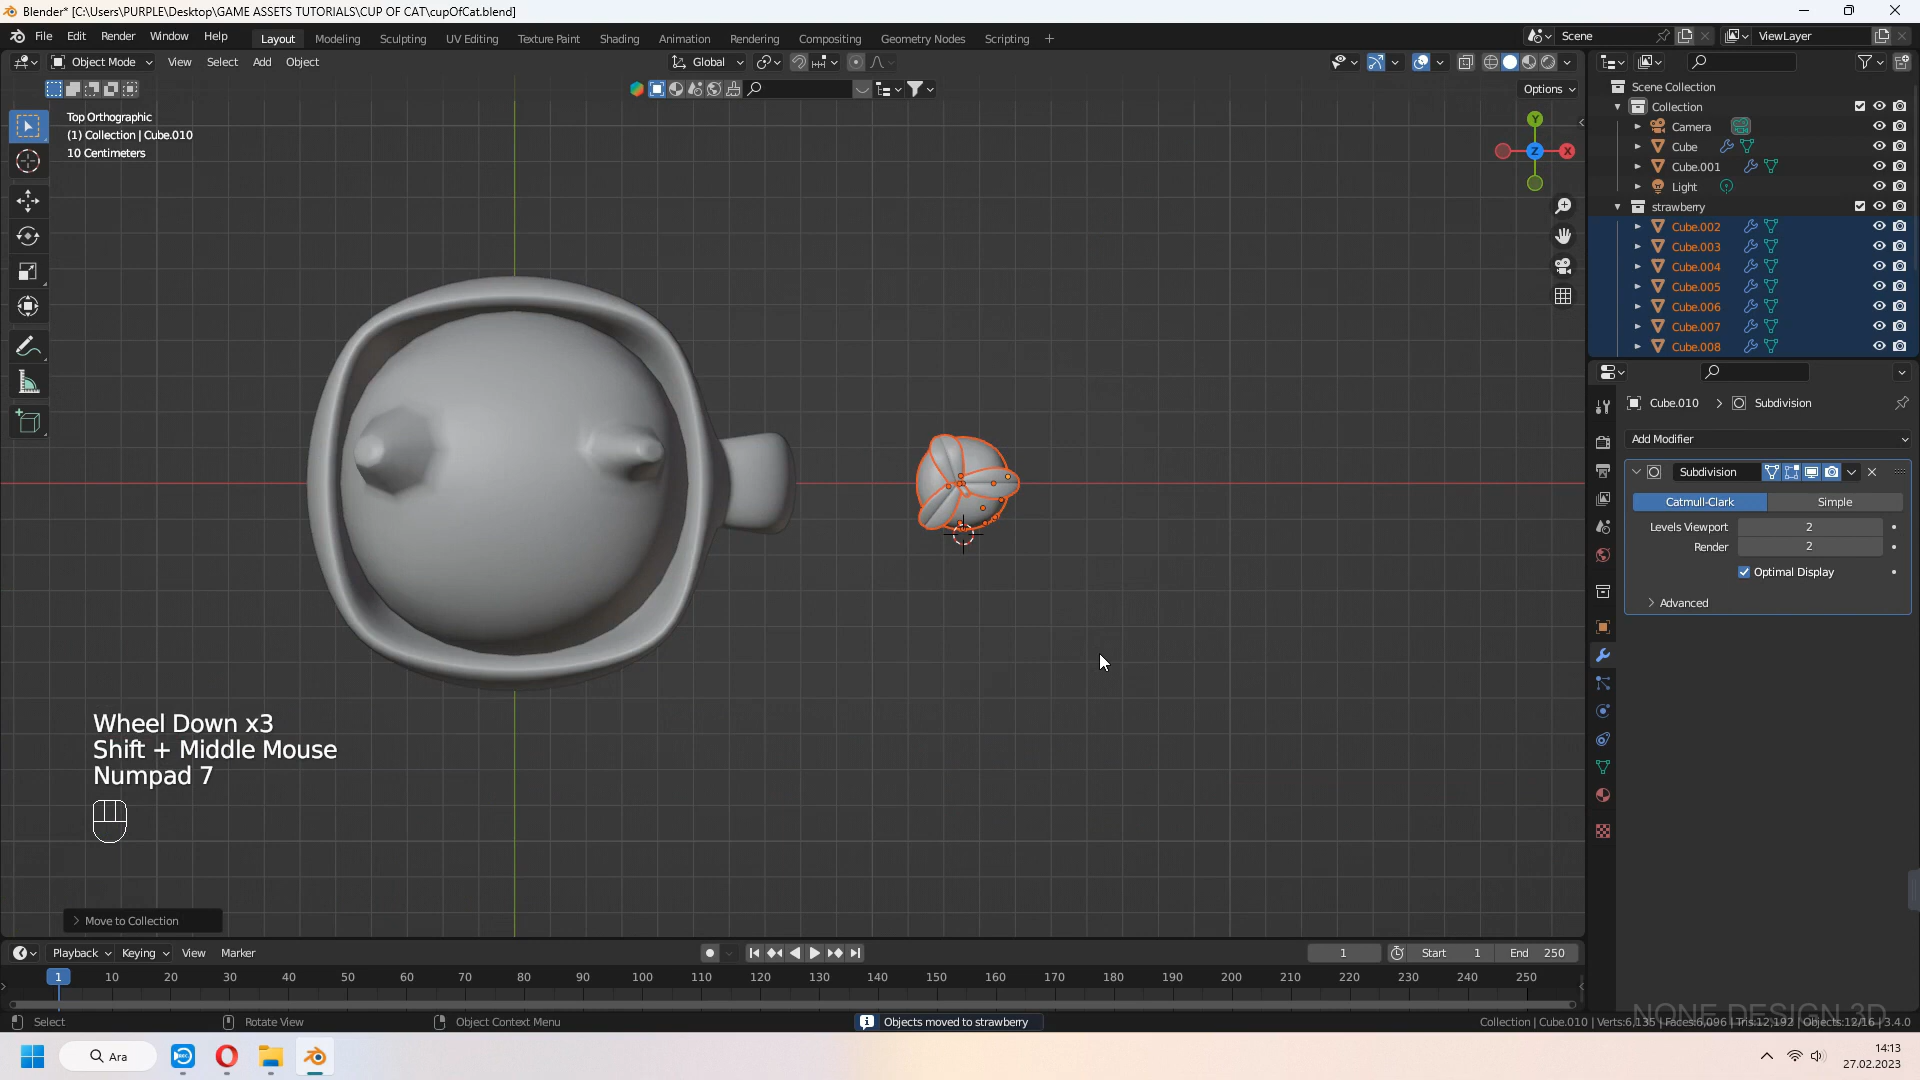 Blender* [C:\Users\PURPLE\Desktop\GAME ASSETS TUTORIALS\CUP OF CAT\cupOfCat.blend]
File Edit Render Window Help Layout Modeling Sculpting UV Editing Texture Paint Shading Animation Rendering Compositing Geometry Nodes Scripting Scene ViewLayer
Object Mode View Select Add Object Global
Options
Top Orthographic
(1) Collection | Cube.010
10 Centimeters
Y
X
Z
Scene Collection
Collection
Camera
Cube
Cube.001
Light
strawberry
Cube.002
Cube.003
Cube.004
Cube.005
Cube.006
Cube.007
Cube.008
Cube.010 > Subdivision
Add Modifier
Subdivision
Catmull-Clark Simple
Levels Viewport 2
Render 2
Optimal Display
Advanced
Wheel Down x3
Shift + Middle Mouse
Numpad 7
Move to Collection
Playback Keying View Marker 1 Start 1 End 250
1 10 20 30 40 50 60 70 80 90 100 110 120 130 140 150 160 170 180 190 200 210 220 230 240 250
NONE DESIGN 3D
Select Rotate View Object Context Menu Objects moved to strawberry Collection | Cube.010 | Verts:6,135 | Faces:6,096 | Tris:12,192 | Objects:12/16 | 3.4.0
Ara
14:13
27.02.2023